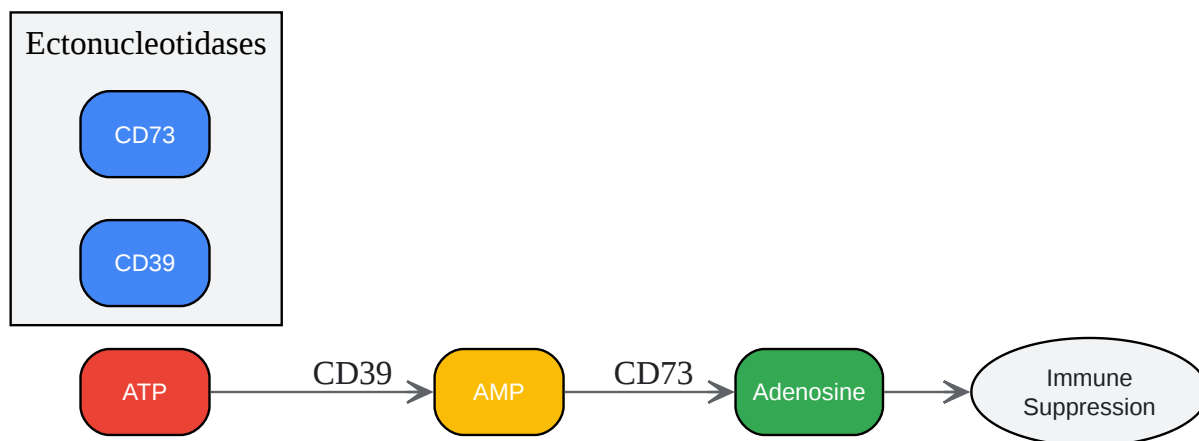 Ectonucleotidases
CD73
CD39
ATP
CD39
AMP
CD73
Adenosine
Immune
Suppression